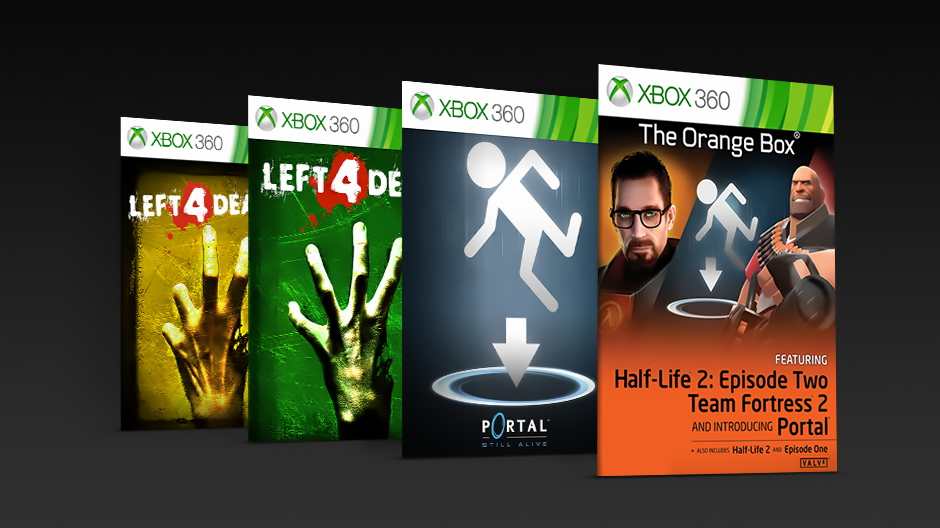 XBOX 360
LEFT 4 DEA
XBOX 360
LEFT 4 DE
XBOX 360
PORTAL™
STILL ALIVE
XBOX 360
The Orange Box®
FEATURING
Half-Life 2: Episode Two
Team Fortress 2
AND INTRODUCING Portal™
• ALSO INCLUDES Half-Life 2 AND Episode One
VALVE